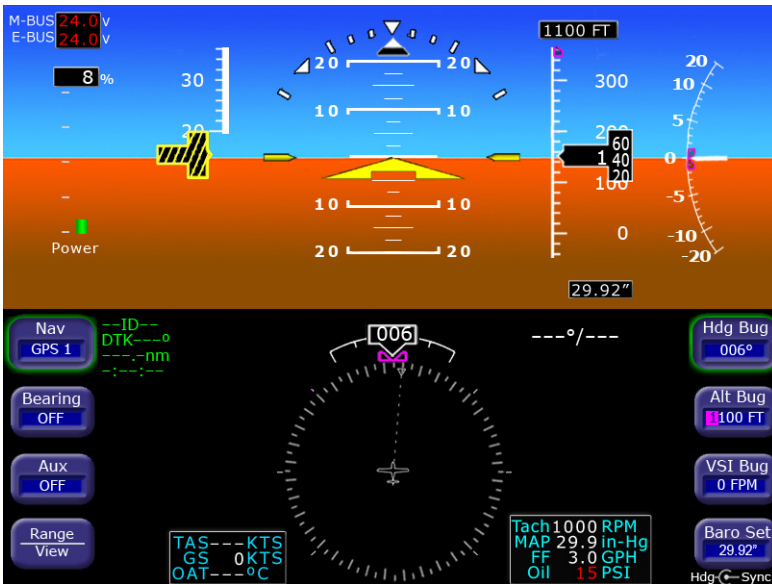 M-BUS 24.0 v
E-BUS 24.0 v
1100 FT
8 %
20 20
30
10 10
20
Power
10 10
20 20
300
200
60
1 40
20
100
0
29.92”
20
10
5
0
-5
-10
-20
Nav
GPS 1
--ID--
DTK---º
---.-nm
-:--:--
006
---°/---
Hdg Bug
006º
Bearing
OFF
Alt Bug
1100 FT
Aux
OFF
VSI Bug
0 FPM
Range
View
TAS---KTS
GS 0KTS
OAT---ºC
Tach 1000 RPM
MAP 29.9 in-Hg
FF 3.0 GPH
Oil 15 PSI
Baro Set
29.92”
Hdg Sync